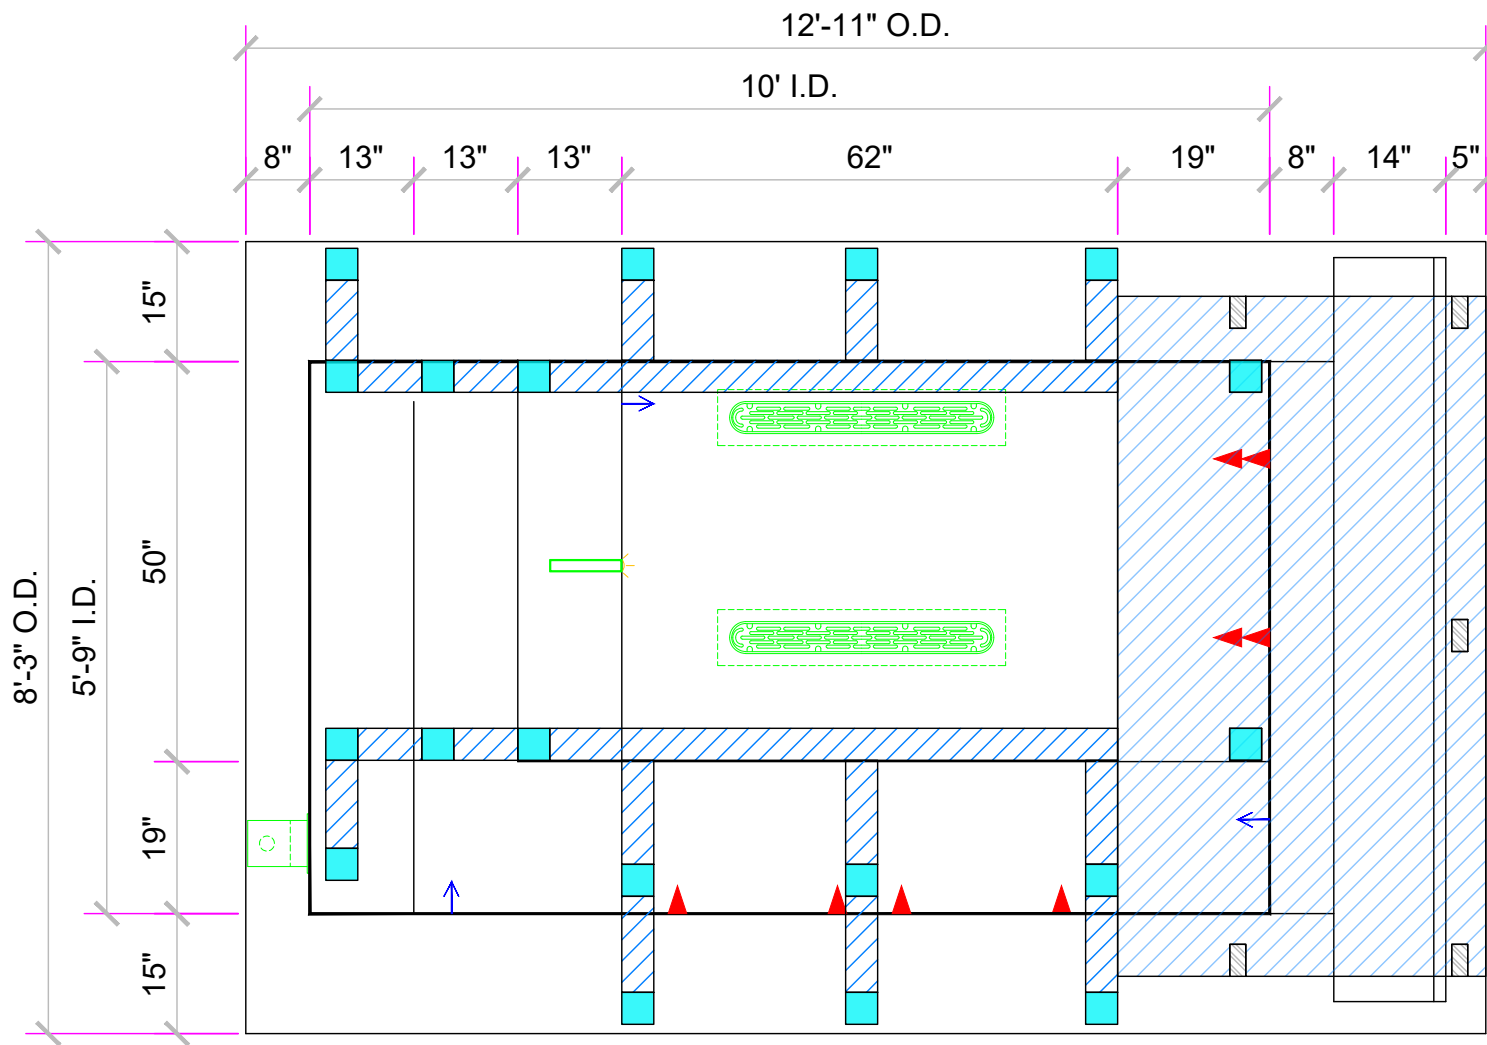 12'-11" O.D.
10' I.D.
8" 13" 13" 13" 62" 19" 8" 14" 5"
15"
50"
8'-3" O.D.
5'-9" I.D.
19"
15"